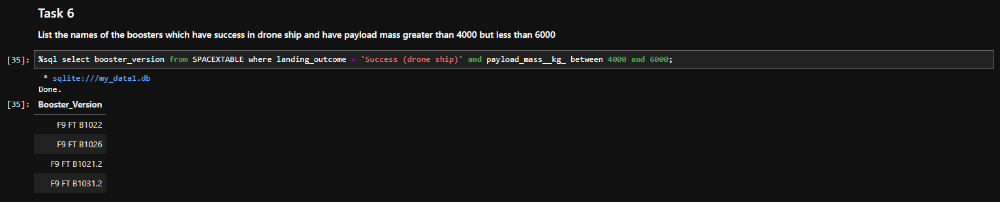 Task 6
List the names of the boosters which have success in drone ship and have payload mass greater than 4000 but less than 6000
[35]: %sql select booster_version from SPACEXTABLE where landing_outcome = 'Success (drone ship)' and payload_mass__kg_ between 4000 and 6000;
* sqlite:///my_data1.db
Done.
[35]: Booster_Version
F9 FT B1022
F9 FT B1026
F9 FT B1021.2
F9 FT B1031.2